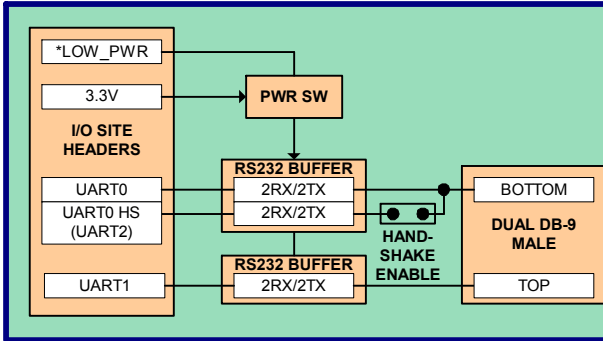 *LOW_PWR
3.3V
PWR SW
I/O SITE
HEADERS
RS232 BUFFER
UART0
2RX/2TX
BOTTOM
UART0 HS
(UART2)
2RX/2TX
HAND-
SHAKE
ENABLE
DUAL DB-9
MALE
RS232 BUFFER
UART1
2RX/2TX
TOP